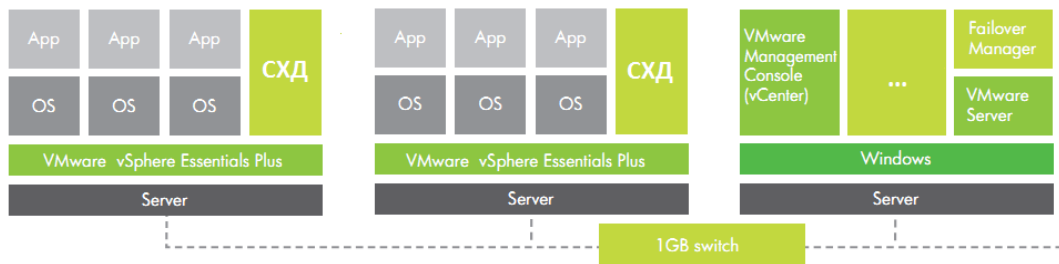 App App App
СХД
OS OS OS
VMware vSphere Essentials Plus
Server
App App App
СХД
OS OS OS
VMware vSphere Essentials Plus
Server
VMware
Management
Console
(vCenter)
...
Failover
Manager
VMware
Server
Windows
Server
1GB switch